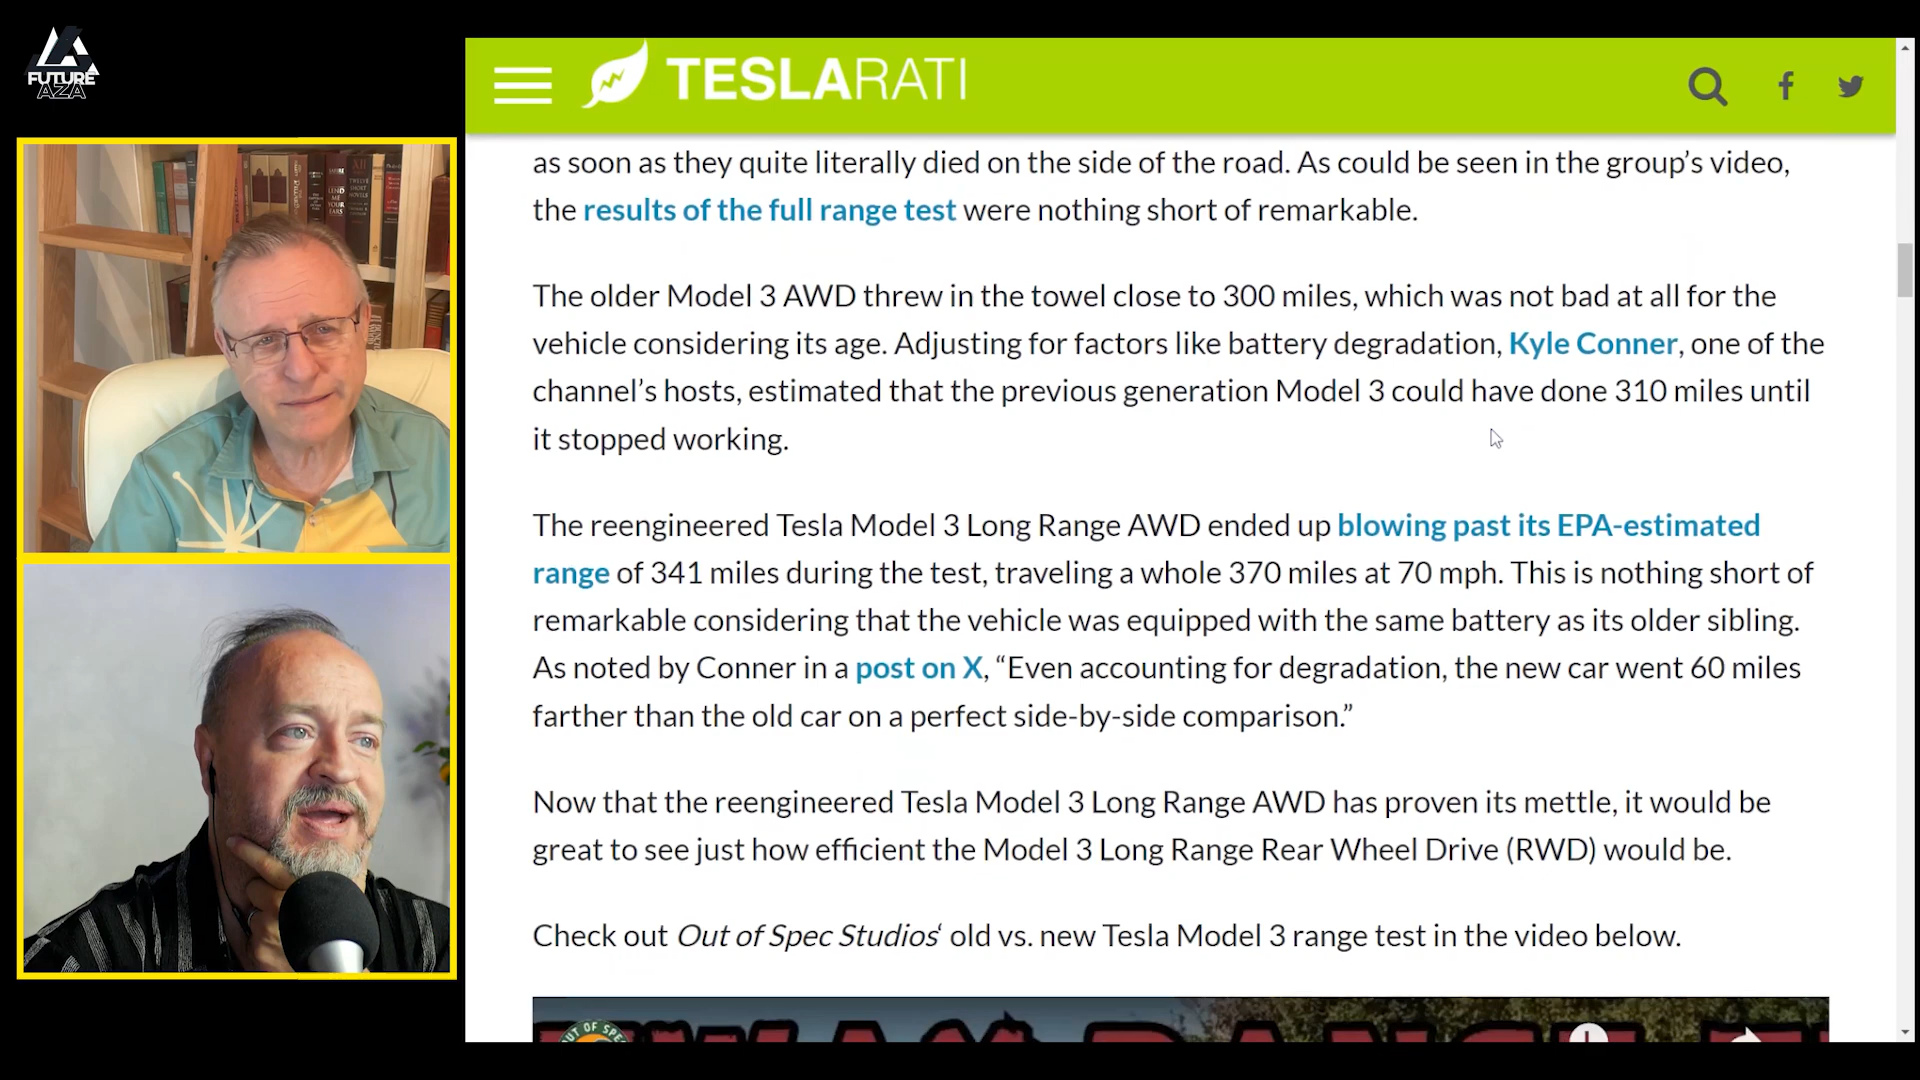 FUTURE
AZA
TESLARATI
as soon as they quite literally died on the side of the road. As could be seen in the group’s video,
the results of the full range test were nothing short of remarkable.
The older Model 3 AWD threw in the towel close to 300 miles, which was not bad at all for the
vehicle considering its age. Adjusting for factors like battery degradation, Kyle Conner, one of the
channel’s hosts, estimated that the previous generation Model 3 could have done 310 miles until
it stopped working.
The reengineered Tesla Model 3 Long Range AWD ended up blowing past its EPA-estimated
range of 341 miles during the test, traveling a whole 370 miles at 70 mph. This is nothing short of
remarkable considering that the vehicle was equipped with the same battery as its older sibling.
As noted by Conner in a post on X, “Even accounting for degradation, the new car went 60 miles
farther than the old car on a perfect side-by-side comparison.”
Now that the reengineered Tesla Model 3 Long Range AWD has proven its mettle, it would be
great to see just how efficient the Model 3 Long Range Rear Wheel Drive (RWD) would be.
Check out Out of Spec Studios‘ old vs. new Tesla Model 3 range test in the video below.
OUT OF SPEC
LEND
ME
YOUR
EARS
XII
TWELVE
SHORT
NOVELS